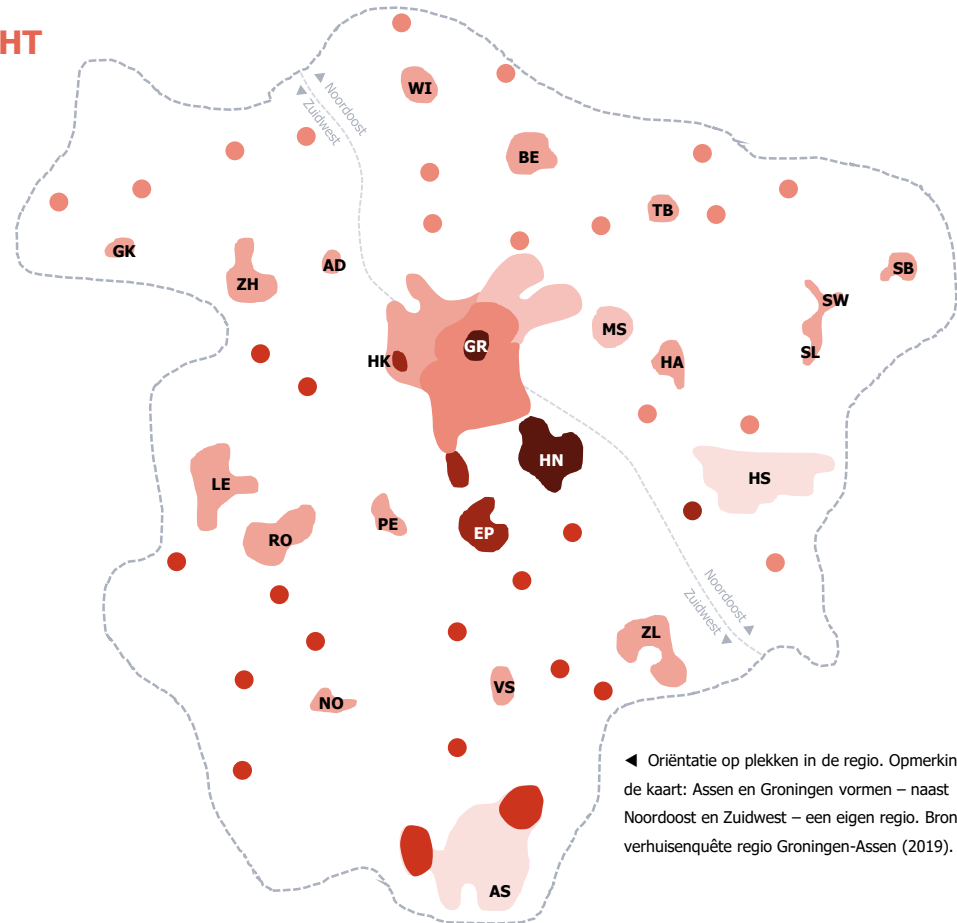 HT
WI
Noordoost
Zuidwest
BE
TB
GK
ZH
AD
SB
SW
MS
GR
HK
HA
SL
HN
HS
LE
RO
PE
EP
Noordoost
Zuidwest
ZL
VS
NO
◄ Oriëntatie op plekken in de regio. Opmerkin
de kaart: Assen en Groningen vormen – naast
Noordoost en Zuidwest – een eigen regio. Bron
verhuisenquête regio Groningen-Assen (2019).
AS